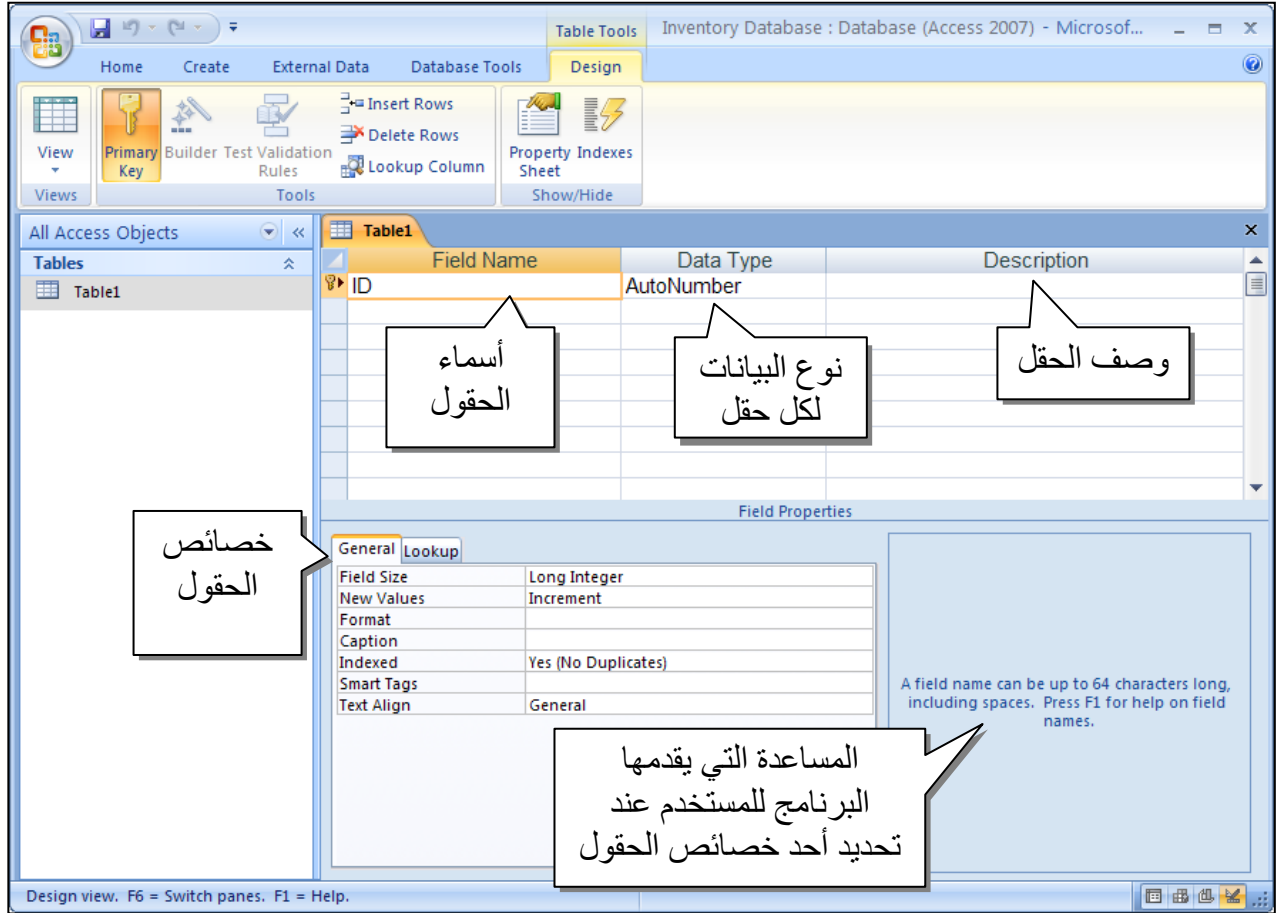 Table Tools
Inventory Database : Database (Access 2007) - Microsof...
Home Create External Data Database Tools Design
View
Primary Key
Builder
Test Validation Rules
Insert Rows
Delete Rows
Lookup Column
Property Sheet
Indexes
Views
Tools
Show/Hide
All Access Objects
Tables
Table1
Table1
Field Name Data Type Description
ID AutoNumber
أسماء
الحقول
نوع البيانات
لكل حقل
وصف الحقل
Field Properties
خصائص
الحقول
General Lookup
Field Size Long Integer
New Values Increment
Format
Caption
Indexed Yes (No Duplicates)
Smart Tags
Text Align General
A field name can be up to 64 characters long,
including spaces. Press F1 for help on field
names.
المساعدة التي يقدمها
البرنامج للمستخدم عند
تحديد أحد خصائص الحقول
Design view. F6 = Switch panes. F1 = Help.